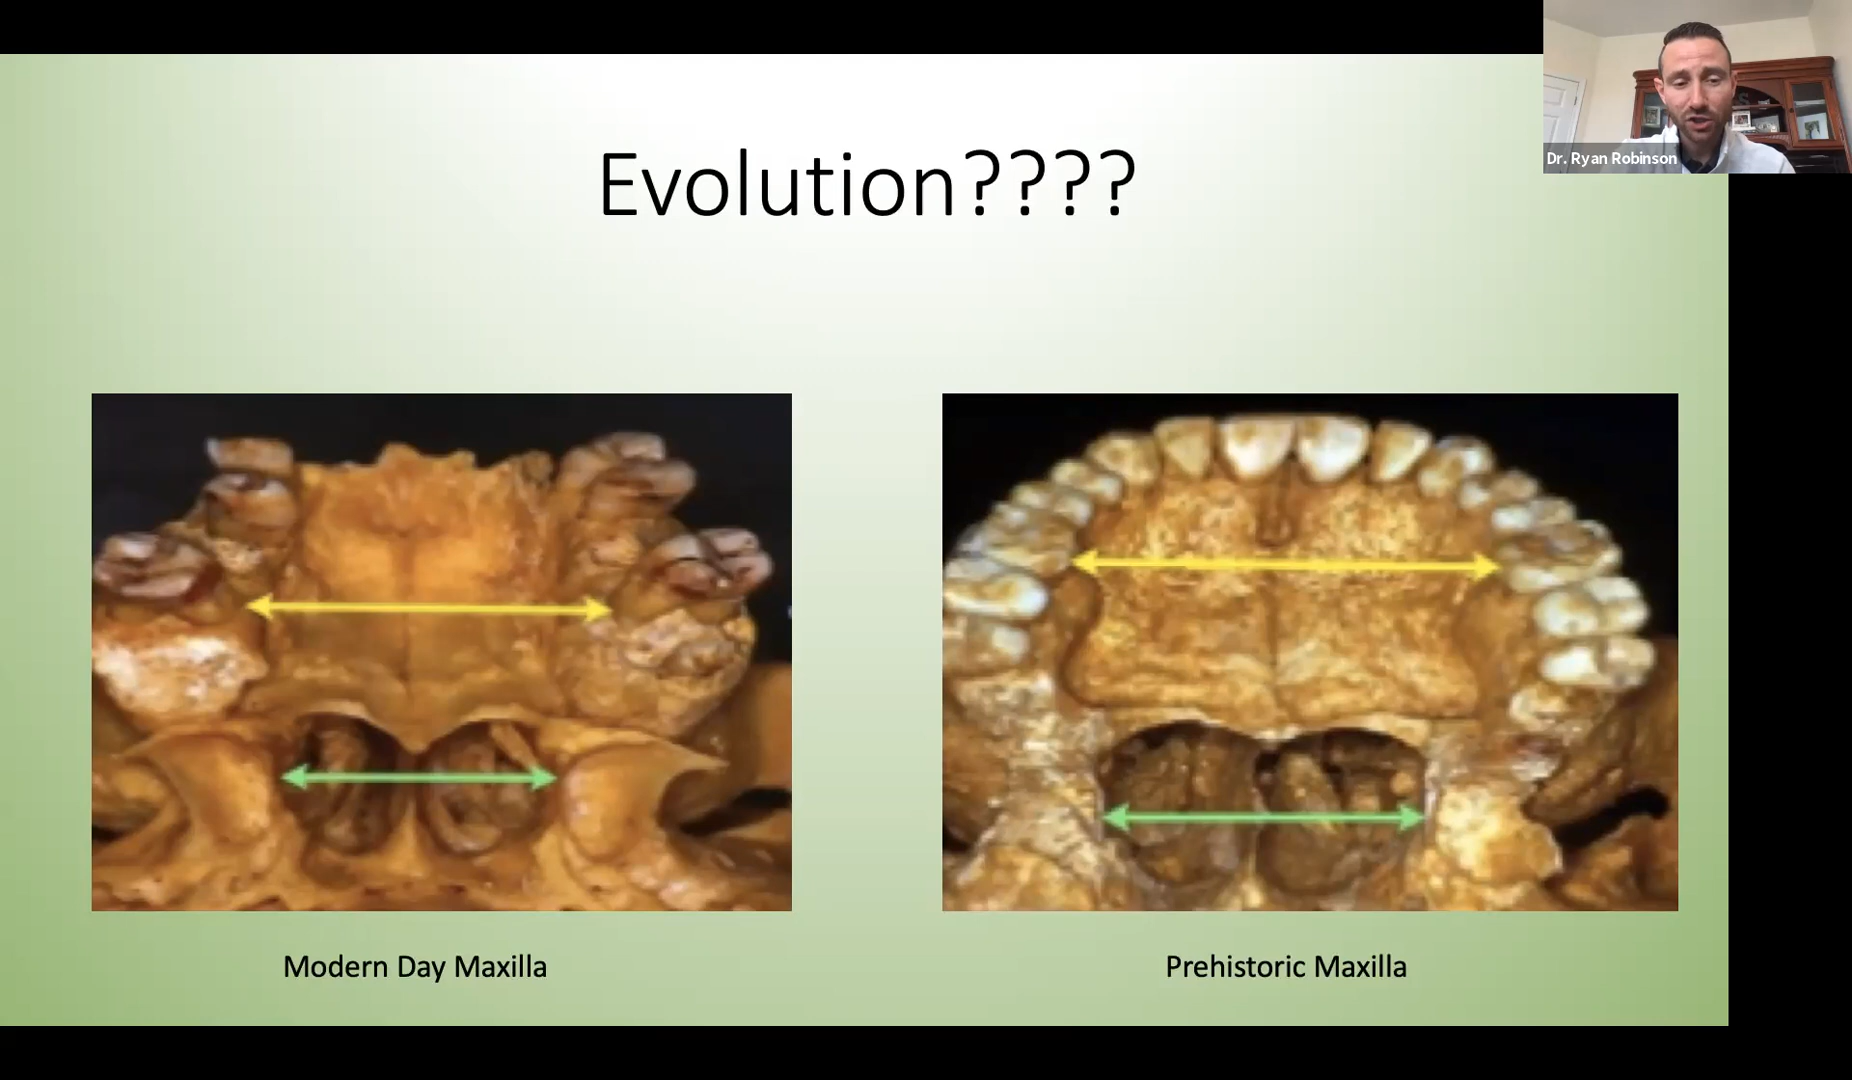 Dr. Ryan Robinson
Evolution????
Modern Day Maxilla
Prehistoric Maxilla